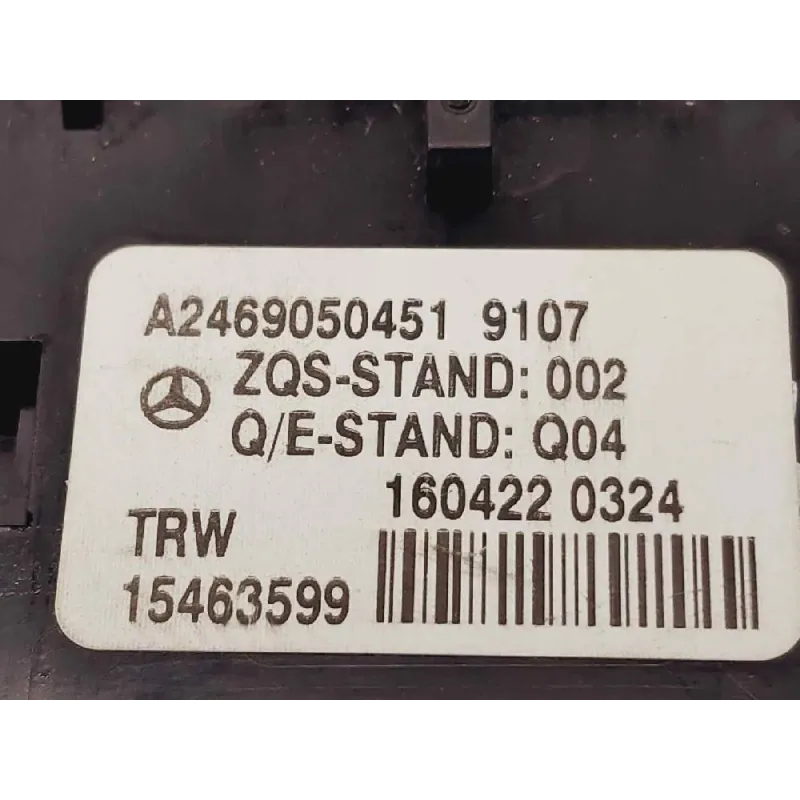 A2469050451 9107
ZQS-STAND: 002
Q/E-STAND: Q04
160422 0324
TRW
15463599